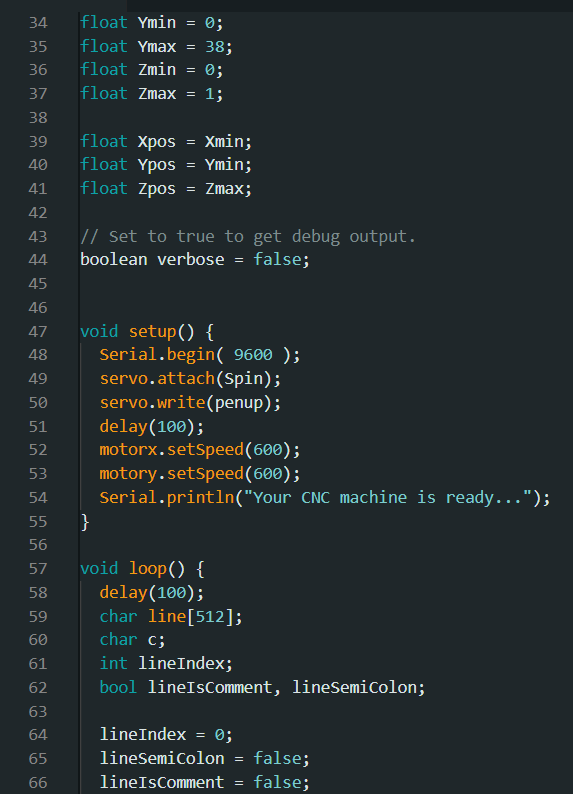 34 float Ymin = 0;
35 float Ymax = 38;
36 float Zmin = 0;
37 float Zmax = 1;
38
39 float Xpos = Xmin;
40 float Ypos = Ymin;
41 float Zpos = Zmax;
42
43 // Set to true to get debug output.
44 boolean verbose = false;
45
46
47 void setup() {
48   Serial.begin( 9600 );
49   servo.attach(Spin);
50   servo.write(penup);
51   delay(100);
52   motorx.setSpeed(600);
53   motory.setSpeed(600);
54   Serial.println("Your CNC machine is ready...");
55 }
56
57 void loop() {
58   delay(100);
59   char line[512];
60   char c;
61   int lineIndex;
62   bool lineIsComment, lineSemiColon;
63
64   lineIndex = 0;
65   lineSemiColon = false;
66   lineIsComment = false;